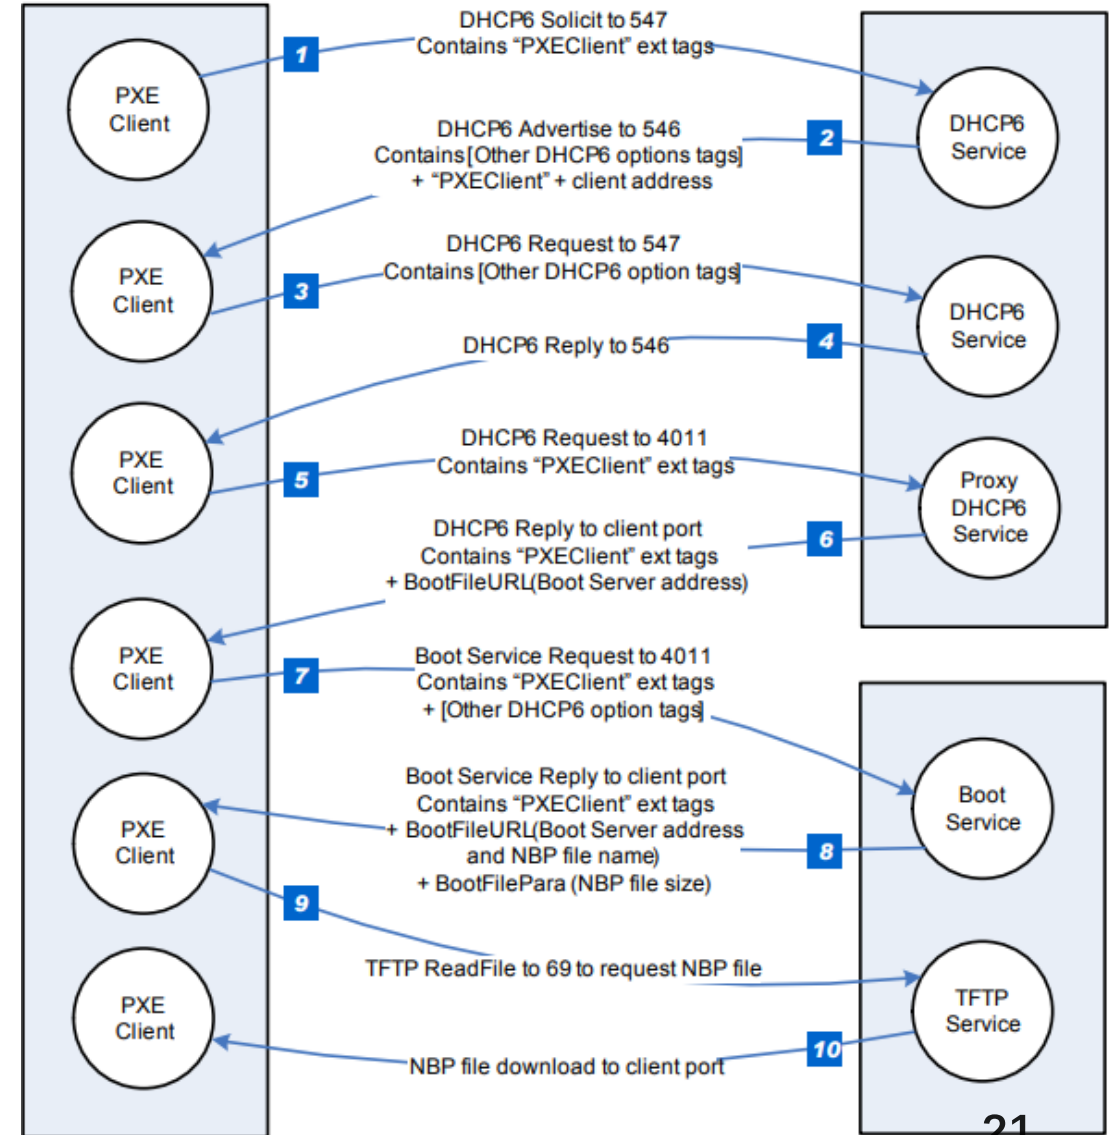 DHCP6 Solicit to 547
Contains “PXEClient” ext tags
1
PXE
Client
DHCP6
Service
DHCP6 Advertise to 546
Contains [Other DHCP6 options tags]
+ “PXEClient” + client address
2
PXE
Client
DHCP6 Request to 547
Contains [Other DHCP6 option tags]
3
DHCP6
Service
DHCP6 Reply to 546
4
PXE
Client
DHCP6 Request to 4011
Contains “PXEClient” ext tags
5
Proxy
DHCP6
Service
DHCP6 Reply to client port
Contains “PXEClient” ext tags
+ BootFileURL(Boot Server address)
6
PXE
Client
Boot Service Request to 4011
Contains “PXEClient” ext tags
+ [Other DHCP6 option tags]
7
Boot
Service
Boot Service Reply to client port
Contains “PXEClient” ext tags
+ BootFileURL(Boot Server address
and NBP file name)
+ BootFilePara (NBP file size)
8
PXE
Client
9
TFTP ReadFile to 69 to request NBP file
TFTP
Service
PXE
Client
10
NBP file download to client port
21